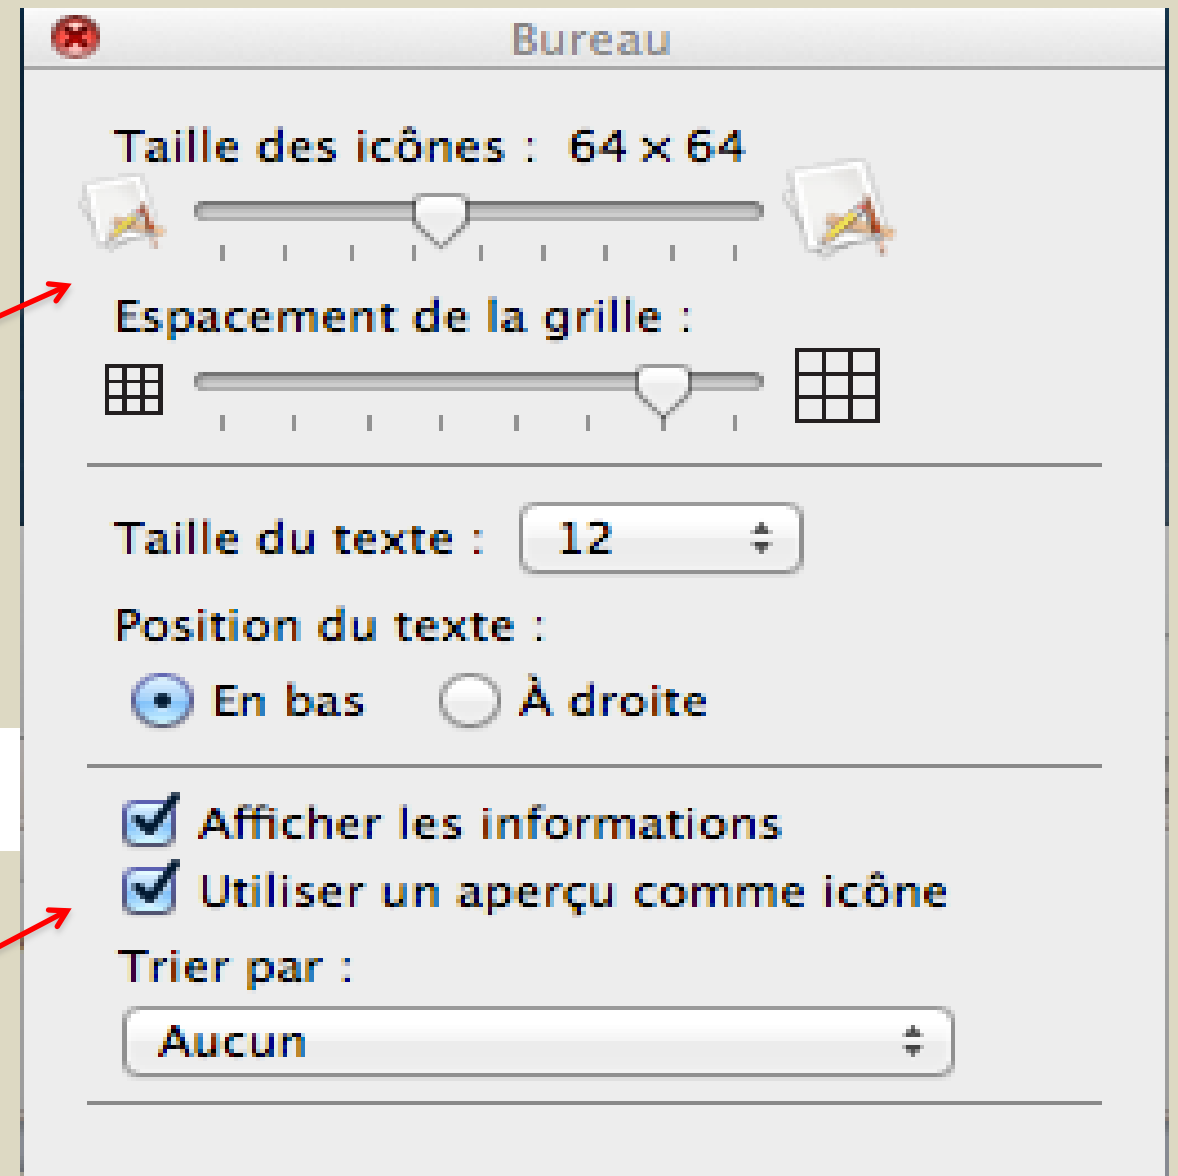 Bureau
Taille des icônes : 64 × 64
Espacement de la grille :
Taille du texte : 12
Position du texte :
En bas À droite
Afficher les informations
Utiliser un aperçu comme icône
Trier par :
Aucun